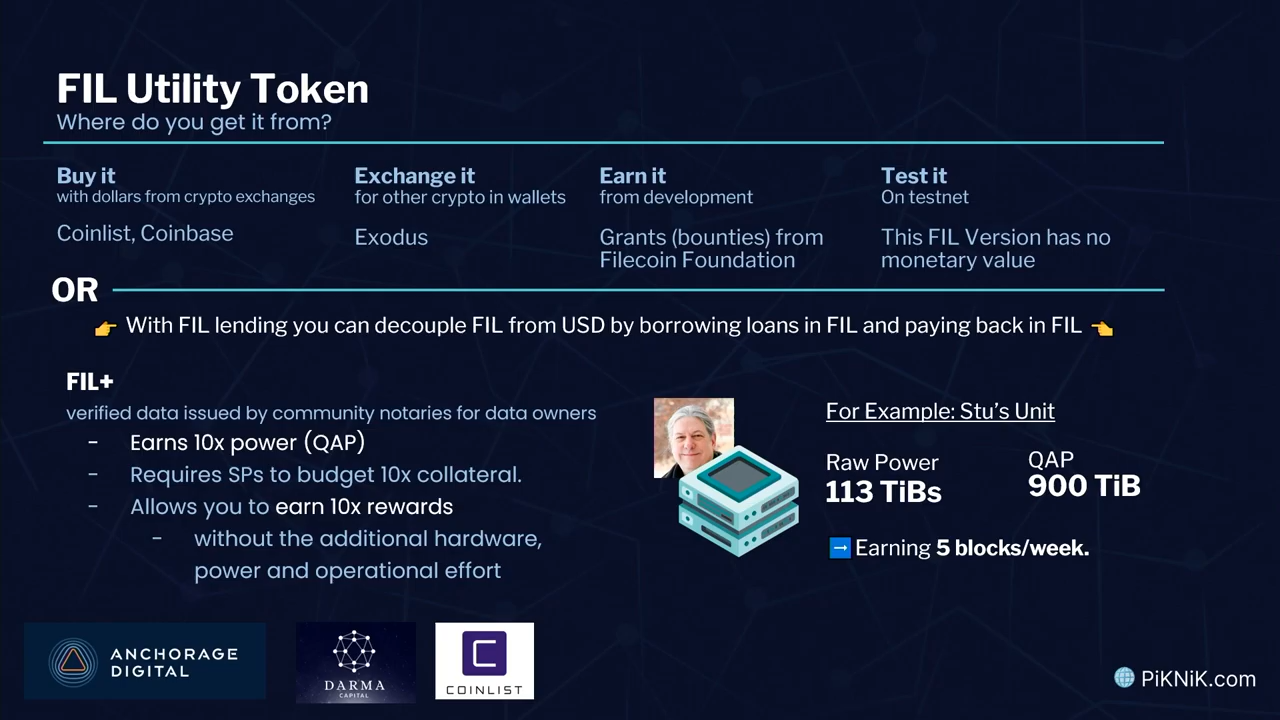 FIL Utility Token
Where do you get it from?
Buy it
with dollars from crypto exchanges
Coinlist, Coinbase
Exchange it
for other crypto in wallets
Exodus
Earn it
from development
Grants (bounties) from
Filecoin Foundation
Test it
On testnet
This FIL Version has no
monetary value
OR
👉 With FIL lending you can decouple FIL from USD by borrowing loans in FIL and paying back in FIL 👈
FIL+
verified data issued by community notaries for data owners
- Earns 10x power (QAP)
- Requires SPs to budget 10x collateral.
- Allows you to earn 10x rewards
- without the additional hardware,
power and operational effort
For Example: Stu's Unit
Raw Power
113 TiBs
QAP
900 TiB
➡️ Earning 5 blocks/week.
ANCHORAGE
DIGITAL
DARMA
CAPITAL
C
COINLIST
🌐 PiKNiK.com